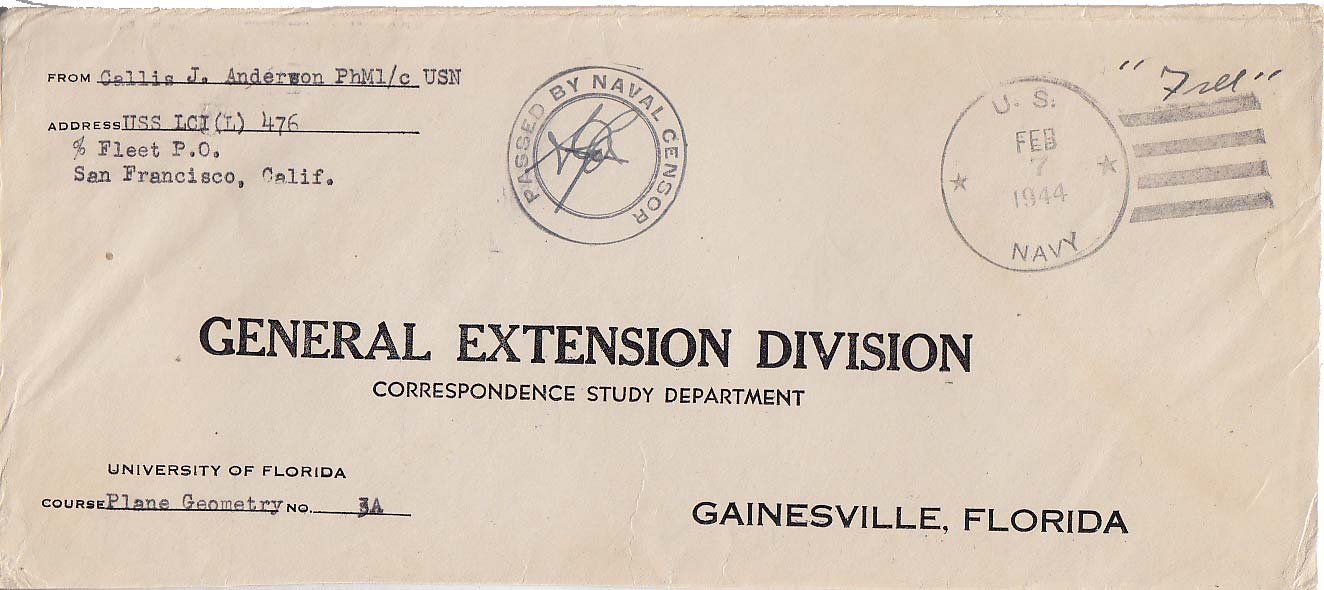 FROM Callis J. Anderson PhM1/c USN
ADDRESS USS LCI(L) 476
% Fleet P.O.
San Francisco, Calif.
PASSED BY NAVAL CENSOR
U. S.
FEB
7
1944
NAVY
"Free"
GENERAL EXTENSION DIVISION
CORRESPONDENCE STUDY DEPARTMENT
UNIVERSITY OF FLORIDA
COURSE Plane Geometry NO. 3A
GAINESVILLE, FLORIDA